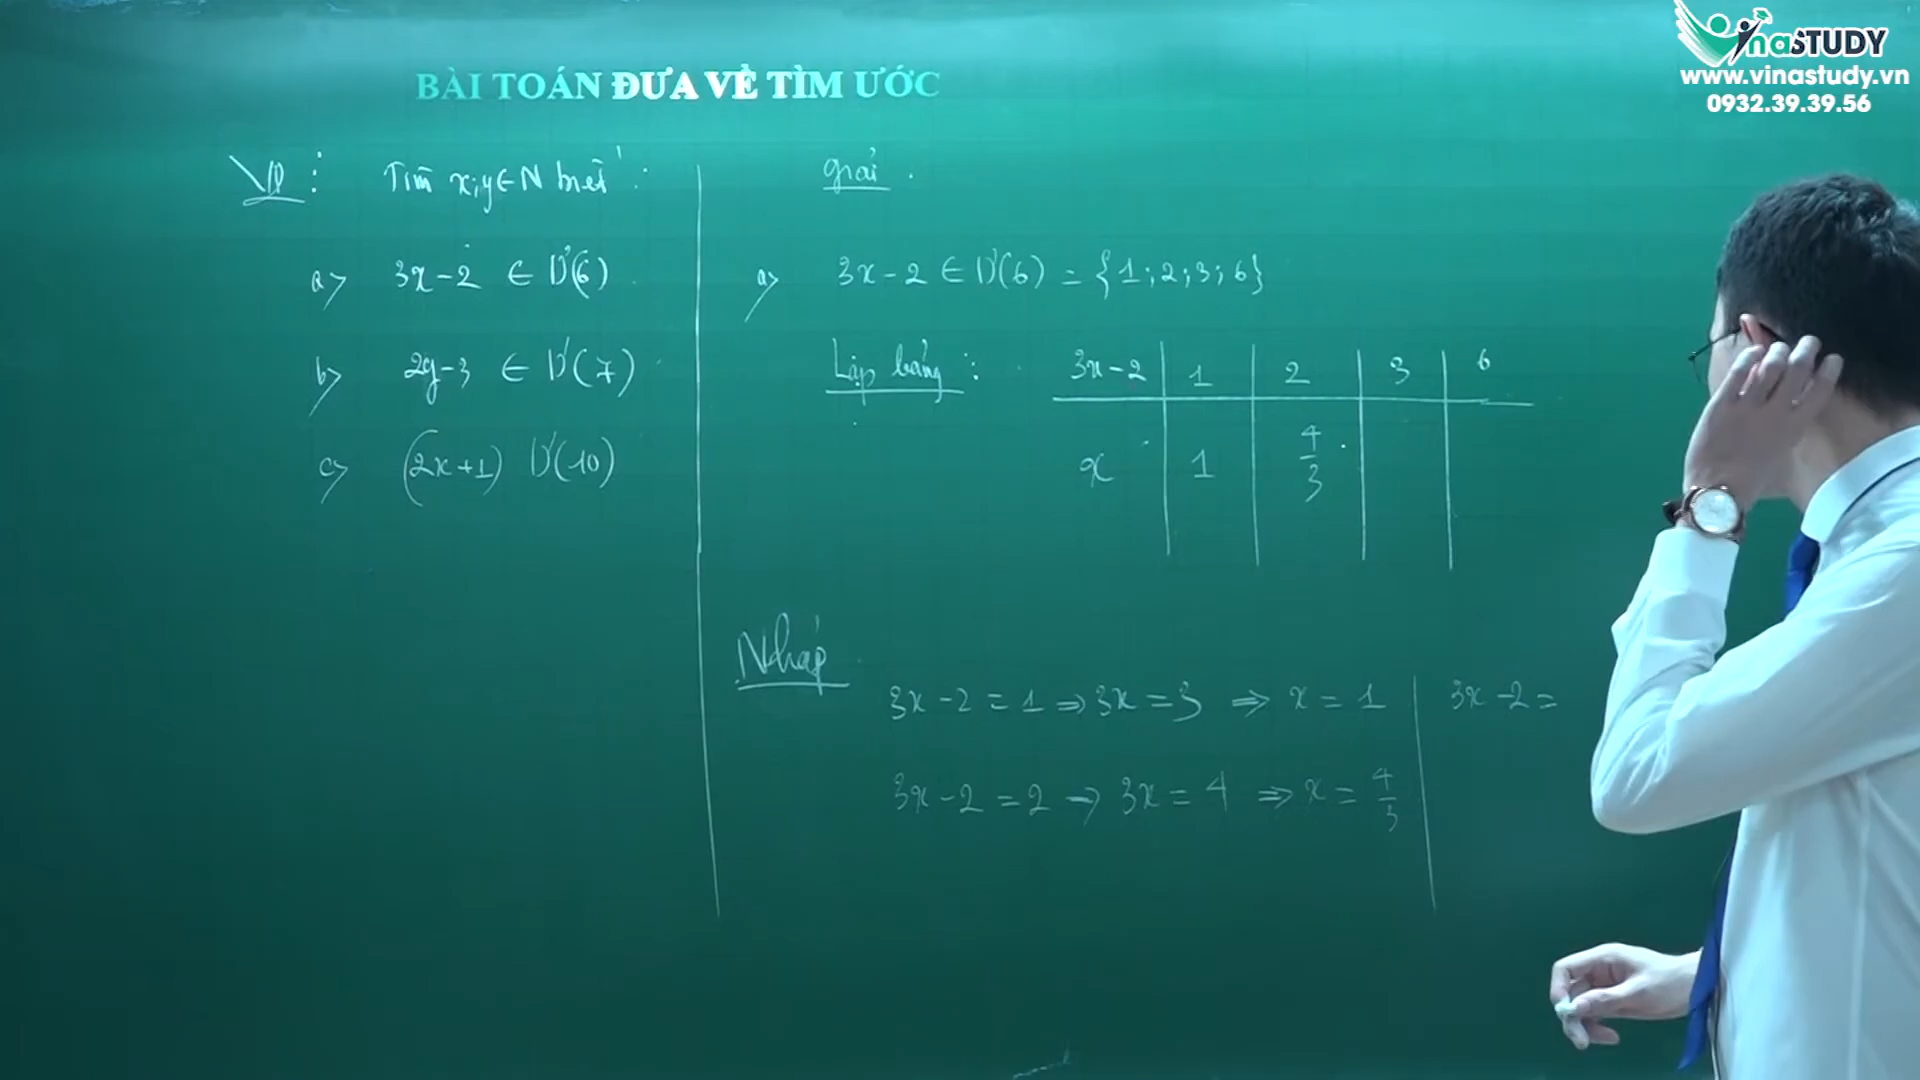 VinaSTUDY
www.vinastudy.vn
0932.39.39.56
BÀI TOÁN ĐƯA VỀ TÌM ƯỚC
VD :
Tìm x;y ∈ N biết :
a> 3x - 2 ∈ Ư(6)
b> 2y - 3 ∈ Ư(7)
c> (2x + 1) Ư(10)
giải .
a> 3x - 2 ∈ Ư(6) = {1; 2; 3; 6}
Lập bảng :
3x - 2 | 1 | 2 | 3 | 6
x | 1 | 4/3
Nháp
3x - 2 = 1 ⇒ 3x = 3 ⇒ x = 1 | 3x - 2 =
3x - 2 = 2 ⇒ 3x = 4 ⇒ x = 4/3